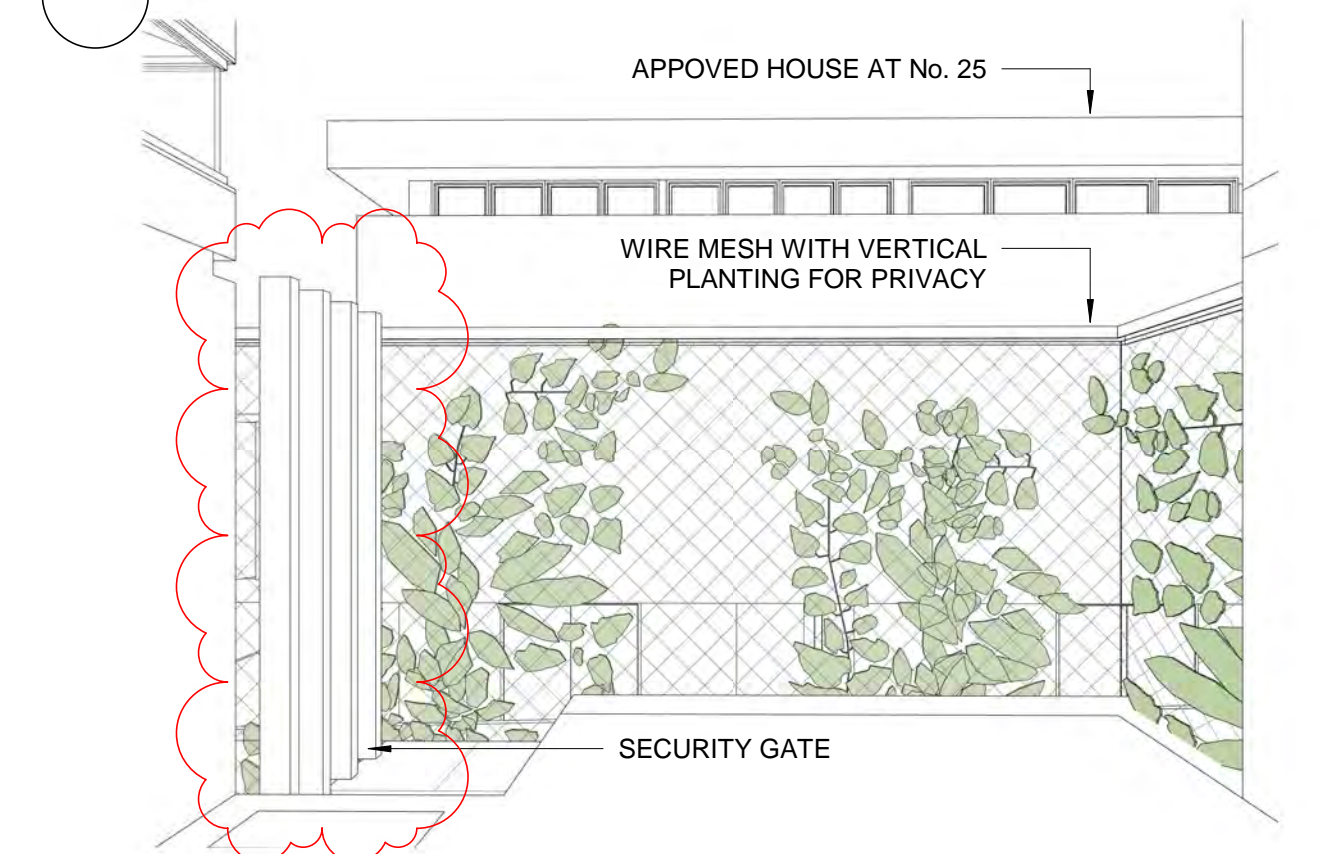 APPOVED HOUSE AT No. 25
WIRE MESH WITH VERTICAL
PLANTING FOR PRIVACY
SECURITY GATE